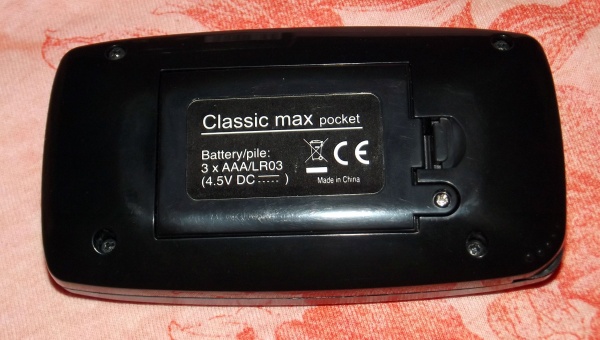 Classic max pocket
Battery/pile:
3 x AAA/LR03
(4.5V DC ⎓ )
CE
Made in China